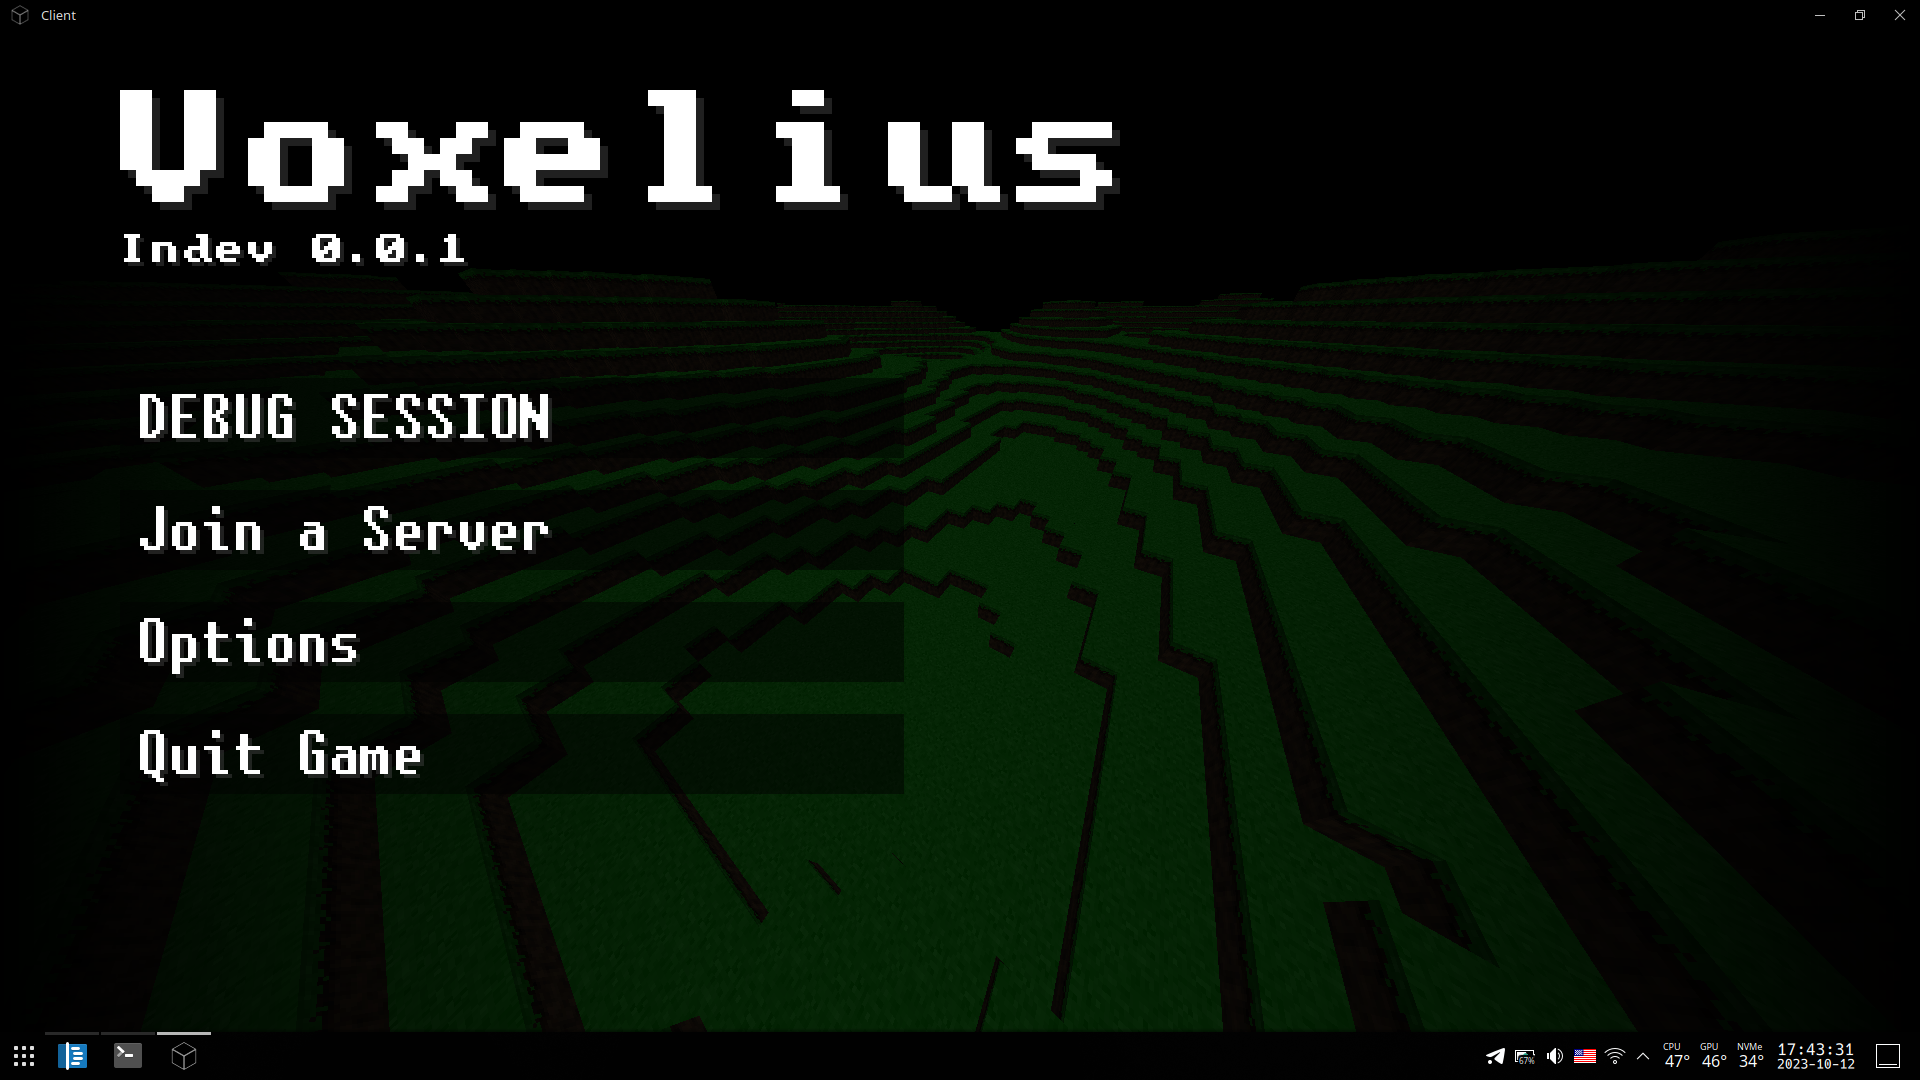 Client
Voxelius
Indev 0.0.1
DEBUG SESSION
Join a Server
Options
Quit Game
67%
CPU
47°
GPU
46°
NVMe
34°
17:43:31
2023-10-12